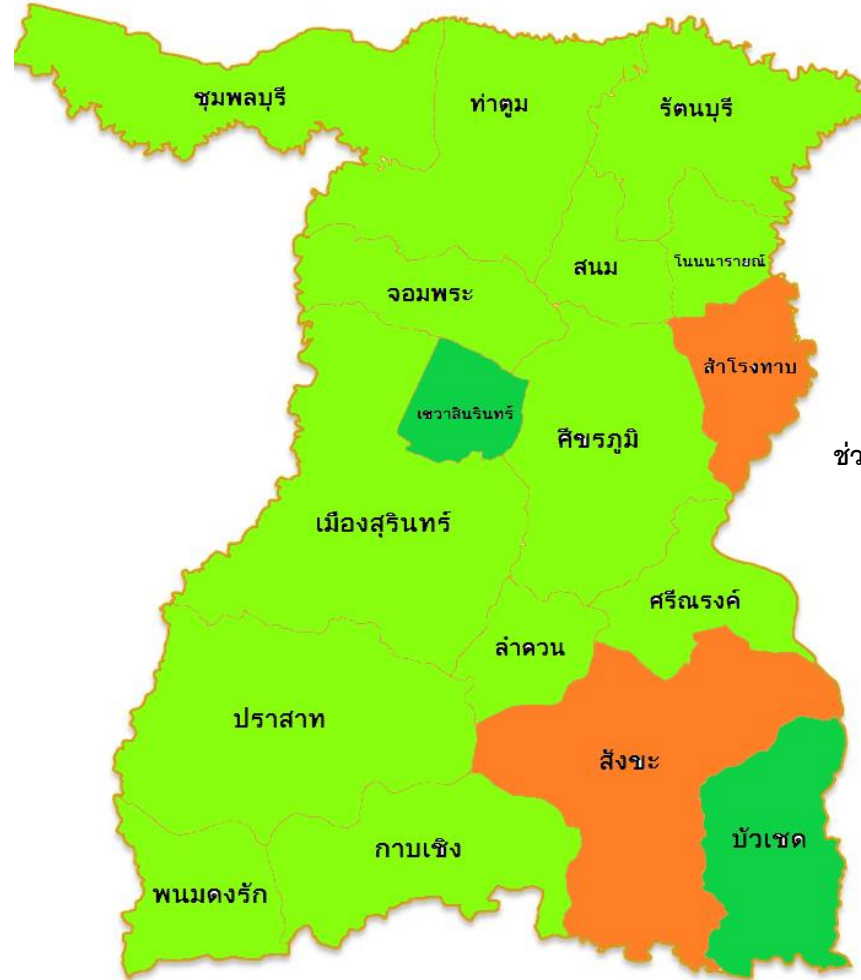 ชุมพลบุรี
ท่าตูม
รัตนบุรี
สนม
โนนนารายณ์
จอมพระ
สำโรงทาบ
เขวาสินรินทร์
ศีขรภูมิ
ช่ว
เมืองสุรินทร์
ศรีณรงค์
ลำดวน
ปราสาท
สังขะ
บัวเชด
กาบเชิง
พนมดงรัก